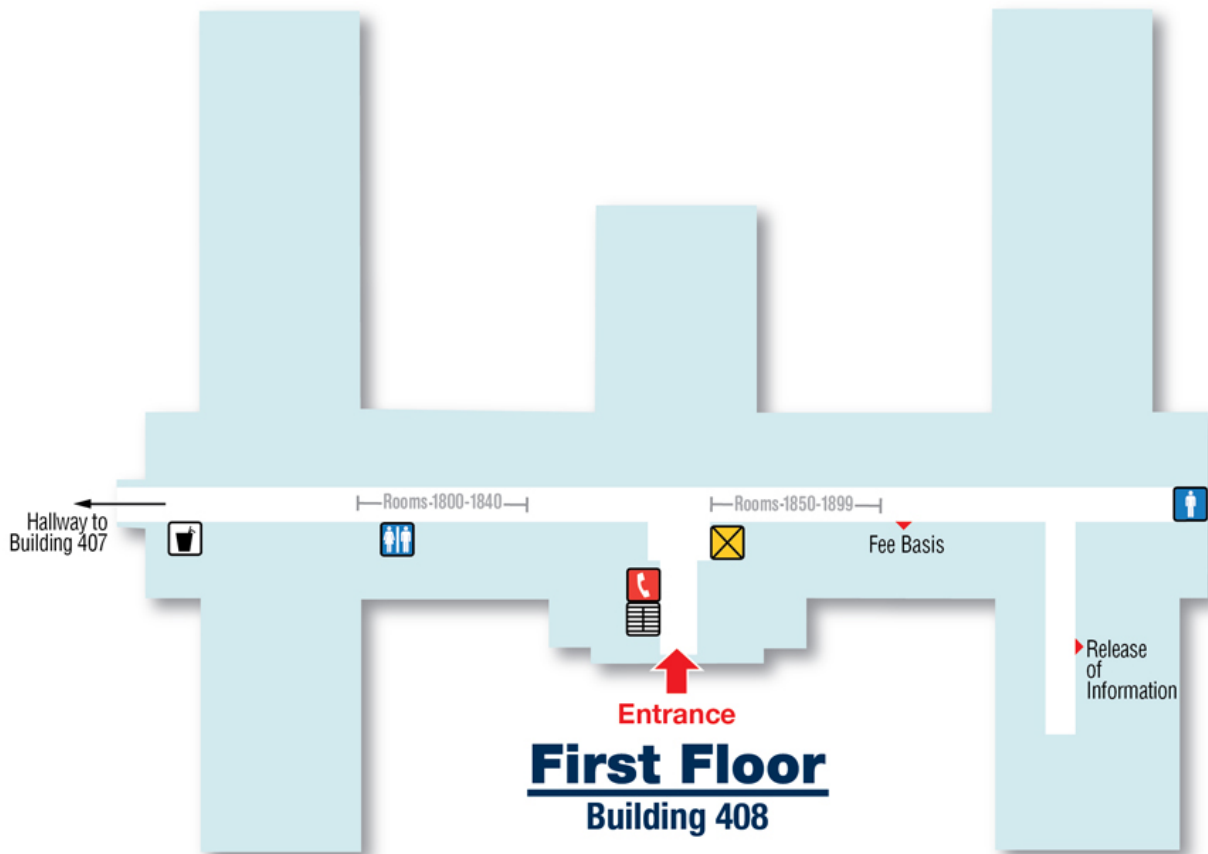 Rooms-1800-1840
Rooms-1850-1899
Hallway to
Building 407
Fee Basis
Release
of
Information
Entrance
First Floor
Building 408